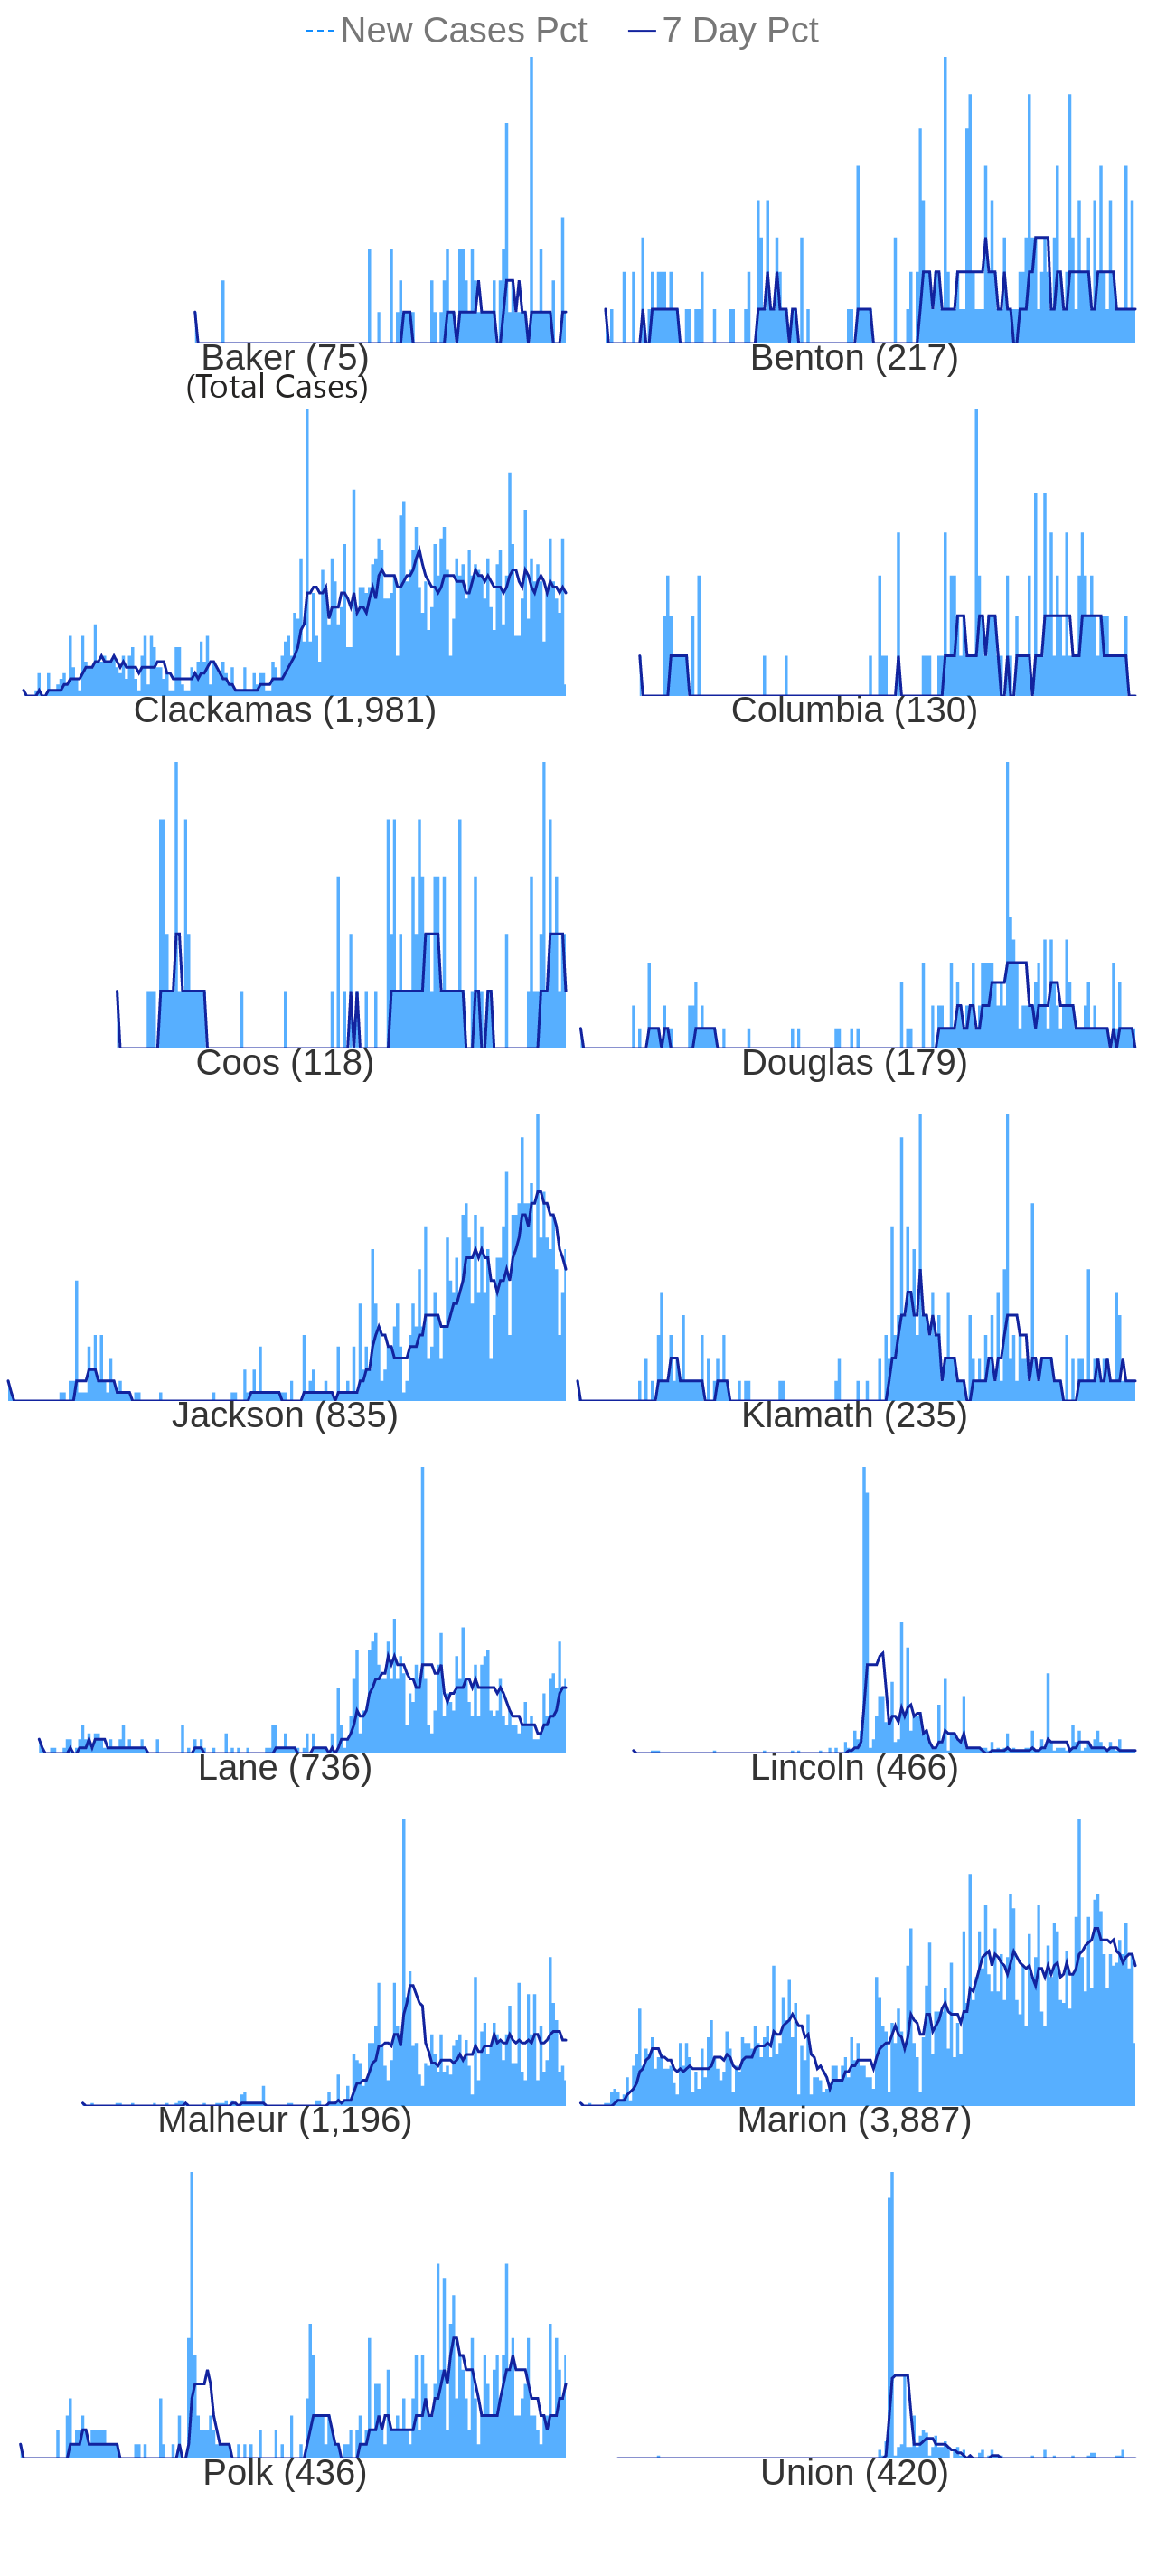 New Cases Pct 7 Day Pct
Baker (75) Benton (217)
(Total Cases)
Clackamas (1,981) Columbia (130)
Coos (118) Douglas (179)
Jackson (835) Klamath (235)
Lane (736) Lincoln (466)
Malheur (1,196) Marion (3,887)
Polk (436) Union (420)